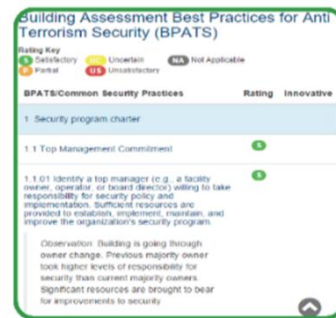 Building Assessment Best Practices for Anti
Terrorism Security (BPATS)
Rating Key
S Satisfactory UC Uncertain NA Not Applicable
P Partial US Unsatisfactory
BPATS/Common Security Practices Rating Innovative
1 Security program charter
1.1 Top Management Commitment S
1.1.01 Identify a top manager (e.g., a facility S
owner, operator, or board director) willing to take
responsibility for security policy and
implementation. Sufficient resources are
provided to establish, implement, maintain, and
improve the organization's security program.
Observation: Building is going through
owner change. Previous majority owner
took higher levels of responsibility for
security than current majority owners.
Significant resources are brought to bear
for improvements to security